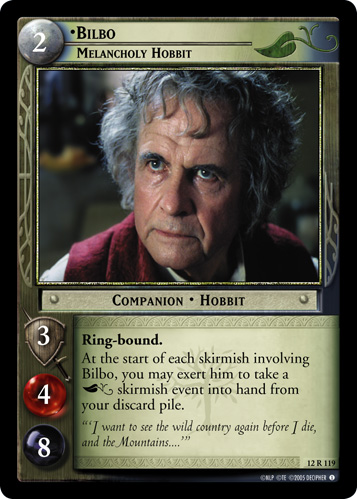 2
•Bilbo
Melancholy Hobbit
Companion • Hobbit
3
4
8
Ring-bound.
At the start of each skirmish involving
Bilbo, you may exert him to take a
skirmish event into hand from
your discard pile.
“‘I want to see the wild country again before I die,
and the Mountains....’”
12 R 119
©NLP ©TE ©2005 DECIPHER